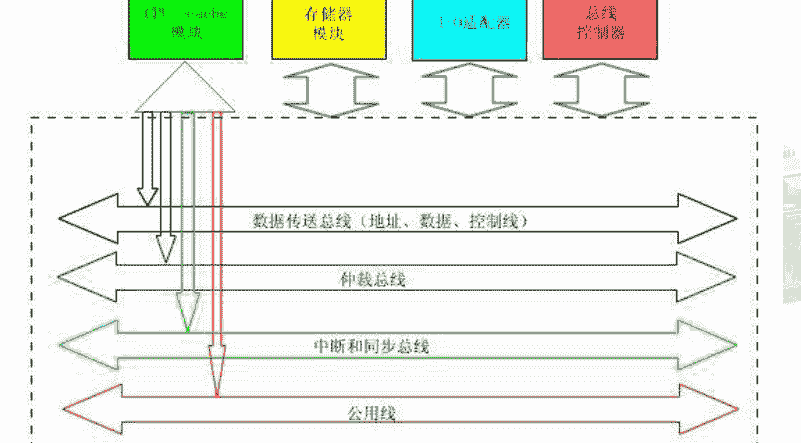 cache
模块
存储器
模块
I/O适配器
总线
控制器
数据传送总线（地址、数据、控制线）
仲裁总线
中断和同步总线
公用线